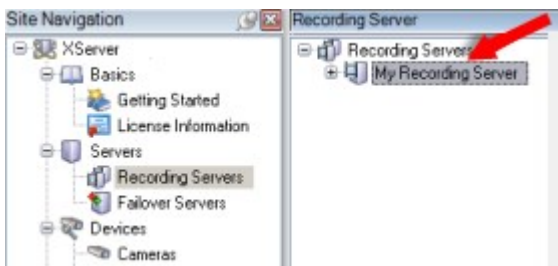 Site Navigation
XServer
Basics
Getting Started
License Information
Servers
Recording Servers
Failover Servers
Devices
Cameras
Recording Server
Recording Servers
My Recording Server